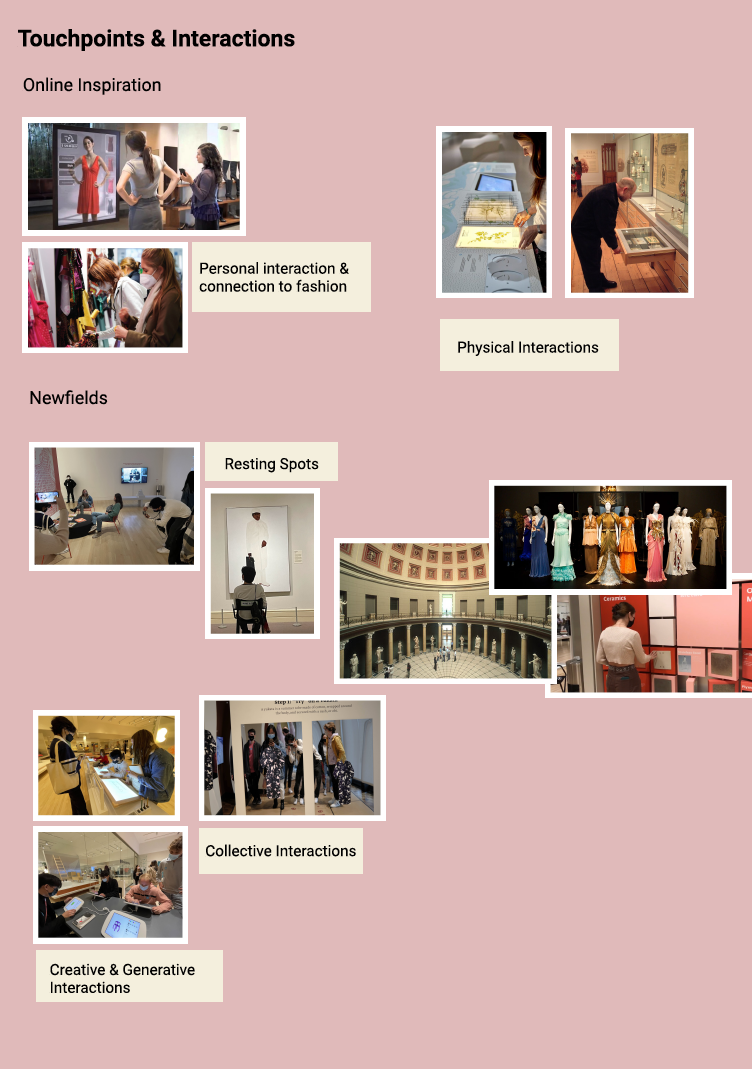 Touchpoints & Interactions
Online Inspiration
Personal interaction &
connection to fashion
Physical Interactions
Newfields
Resting Spots
Ceramics
Collective Interactions
Creative & Generative
Interactions